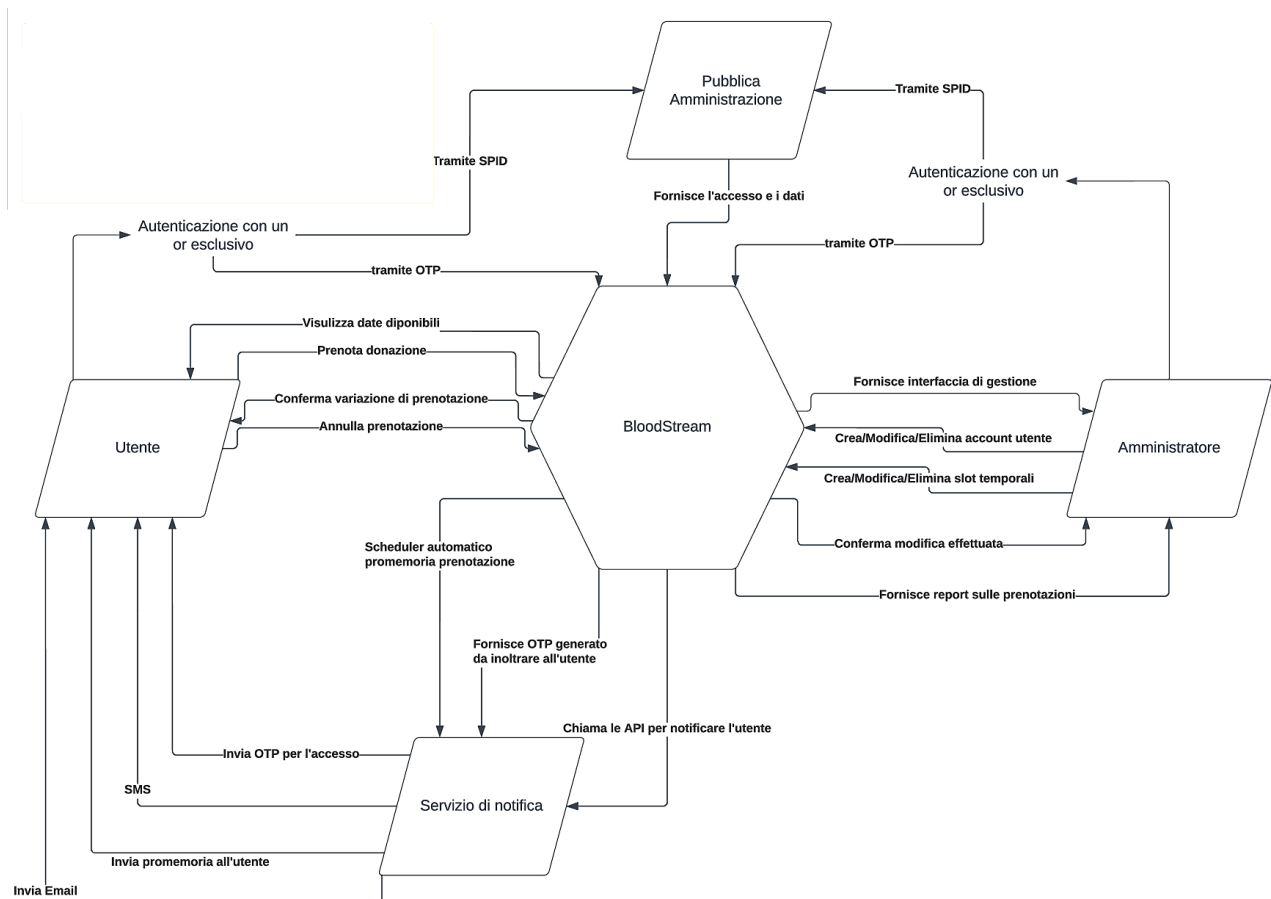 Pubblica
Amministrazione
Tramite SPID
Tramite SPID
Autenticazione con un
or esclusivo
Fornisce l'accesso e i dati
Autenticazione con un
or esclusivo
tramite OTP
tramite OTP
Visulizza date diponibili
Prenota donazione
Conferma variazione di prenotazione
Annulla prenotazione
Utente
BloodStream
Fornisce interfaccia di gestione
Crea/Modifica/Elimina account utente
Amministratore
Crea/Modifica/Elimina slot temporali
Conferma modifica effettuata
Fornisce report sulle prenotazioni
Scheduler automatico
promemoria prenotazione
Fornisce OTP generato
da inoltrare all'utente
Chiama le API per notificare l'utente
Invia OTP per l'accesso
SMS
Servizio di notifica
Invia promemoria all'utente
Invia Email